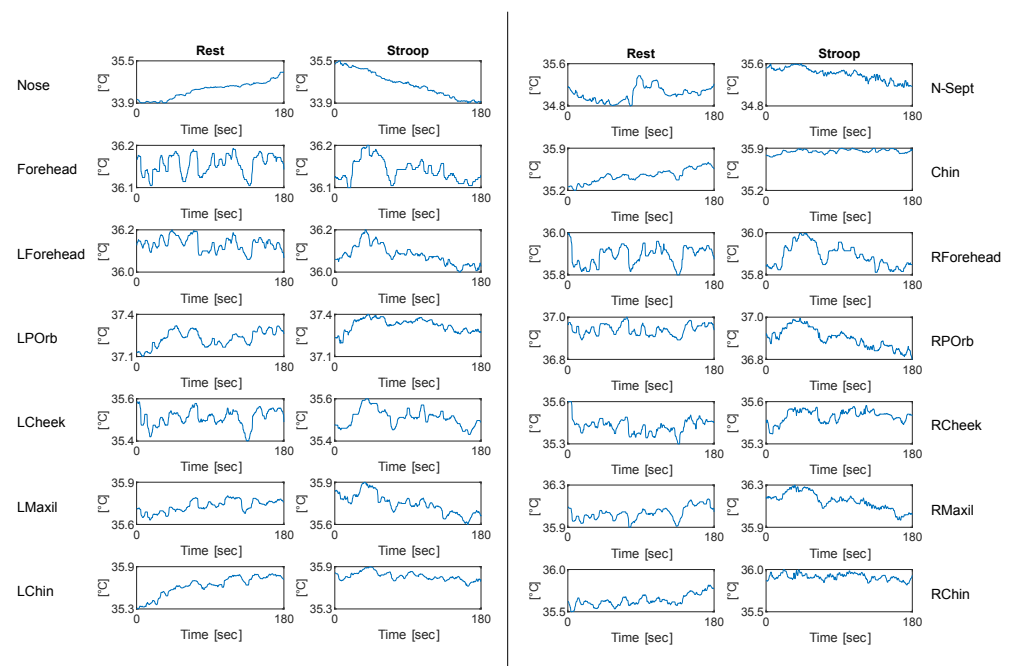 Rest Stroop
Nose
[°C] 35.5 33.9 0 180 Time [sec]
[°C] 35.5 33.9 0 180 Time [sec]
Forehead
[°C] 36.2 36.1 0 180 Time [sec]
[°C] 36.2 36.1 0 180 Time [sec]
LForehead
[°C] 36.2 36.0 0 180 Time [sec]
[°C] 36.2 36.0 0 180 Time [sec]
LPOrb
[°C] 37.4 37.1 0 180 Time [sec]
[°C] 37.4 37.1 0 180 Time [sec]
LCheek
[°C] 35.6 35.4 0 180 Time [sec]
[°C] 35.6 35.4 0 180 Time [sec]
LMaxil
[°C] 35.9 35.6 0 180 Time [sec]
[°C] 35.9 35.6 0 180 Time [sec]
LChin
[°C] 35.9 35.3 0 180 Time [sec]
[°C] 35.9 35.3 0 180 Time [sec]
Rest Stroop
[°C] 35.6 34.8 0 180 Time [sec]
[°C] 35.6 34.8 0 180 Time [sec]
N-Sept
[°C] 35.9 35.2 0 180 Time [sec]
[°C] 35.9 35.2 0 180 Time [sec]
Chin
[°C] 36.0 35.8 0 180 Time [sec]
[°C] 36.0 35.8 0 180 Time [sec]
RForehead
[°C] 37.0 36.8 0 180 Time [sec]
[°C] 37.0 36.8 0 180 Time [sec]
RPOrb
[°C] 35.6 35.3 0 180 Time [sec]
[°C] 35.6 35.3 0 180 Time [sec]
RCheek
[°C] 36.3 35.9 0 180 Time [sec]
[°C] 36.3 35.9 0 180 Time [sec]
RMaxil
[°C] 36.0 35.5 0 180 Time [sec]
[°C] 36.0 35.5 0 180 Time [sec]
RChin